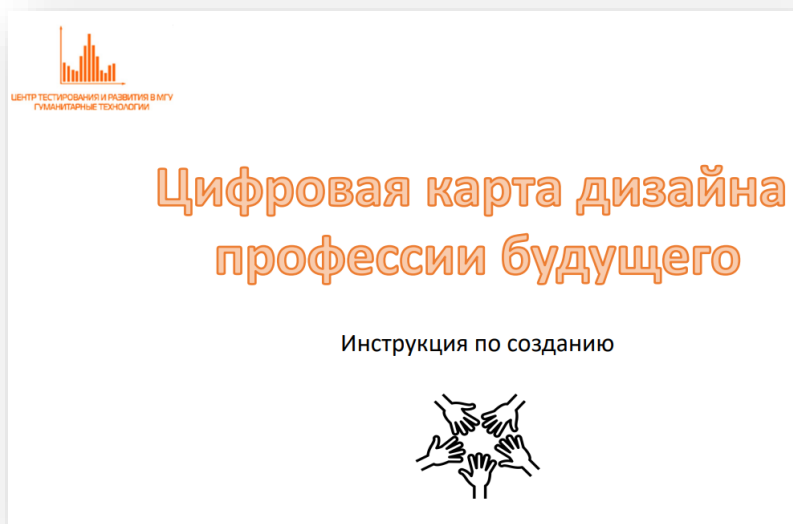 ЦЕНТР ТЕСТИРОВАНИЯ И РАЗВИТИЯ В МГУ
ГУМАНИТАРНЫЕ ТЕХНОЛОГИИ
Цифровая карта дизайна
профессии будущего
Инструкция по созданию